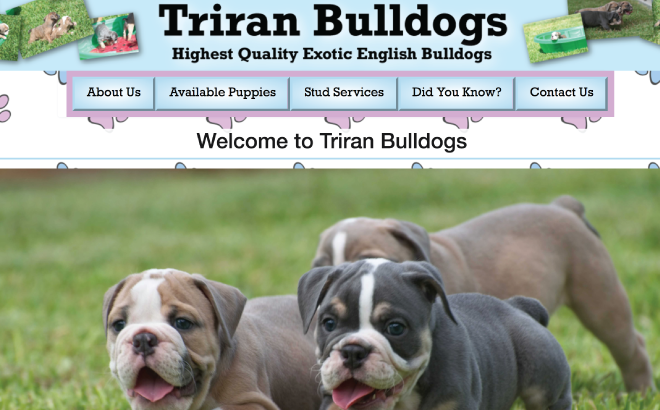 Triran Bulldogs
Highest Quality Exotic English Bulldogs
About Us Available Puppies Stud Services Did You Know? Contact Us
Welcome to Triran Bulldogs